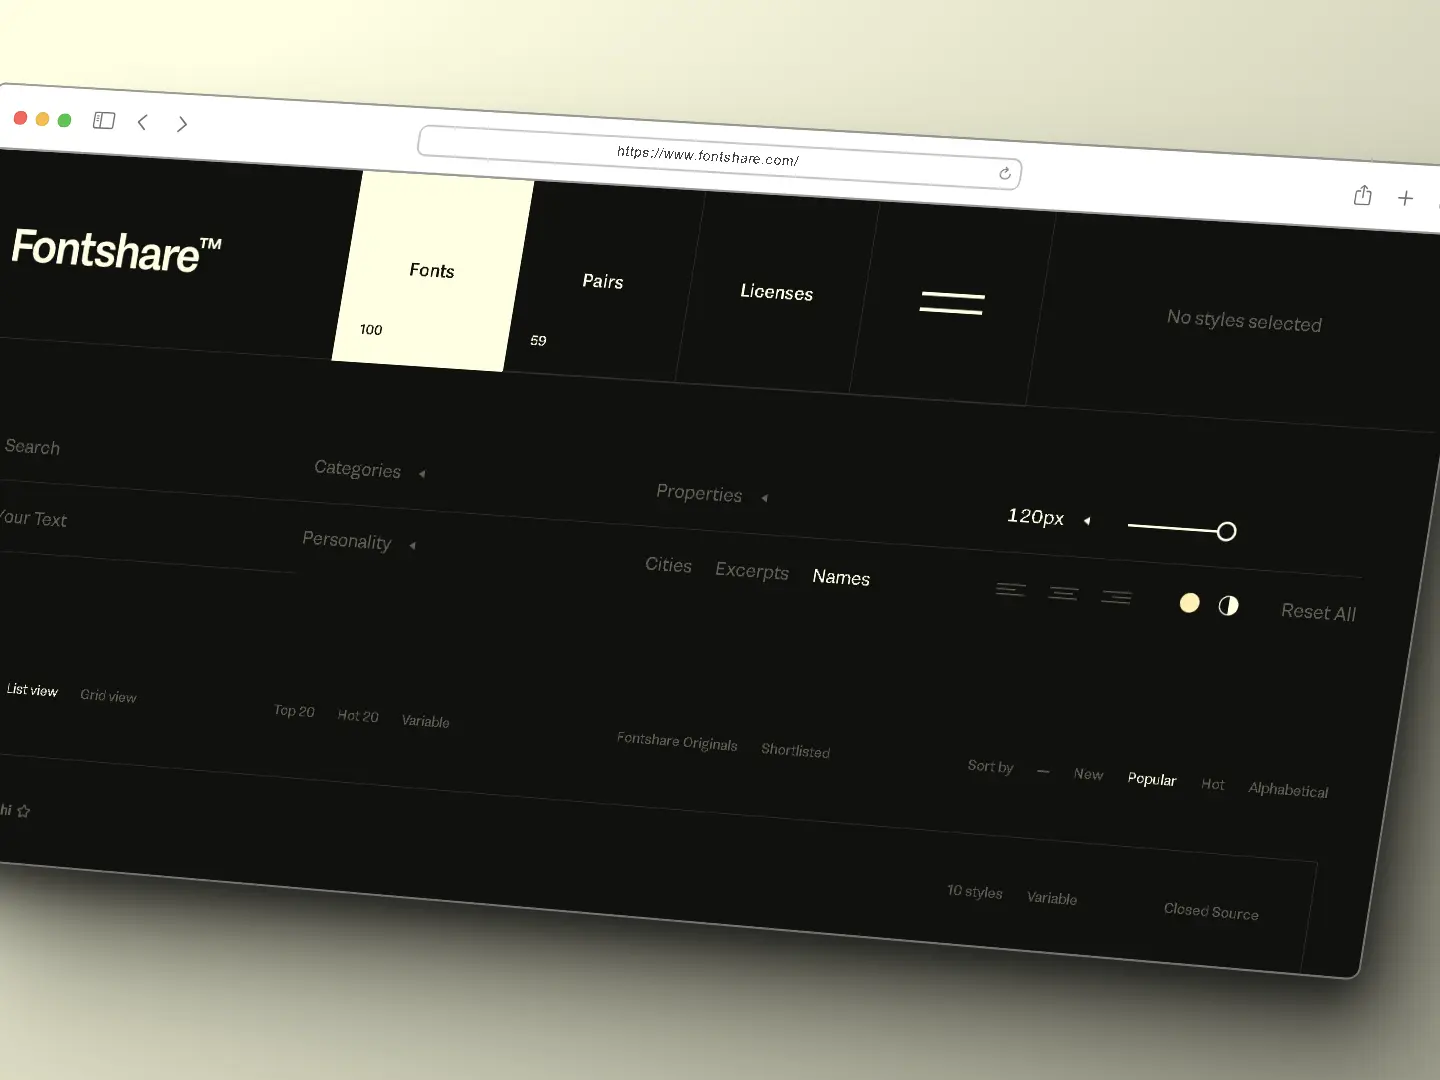 https://www.fontshare.com/
Fontshare™
Fonts
100
Pairs
59
Licenses
No styles selected
Search
Categories
Properties
120px
Your Text
Personality
Cities Excerpts Names
Reset All
List view Grid view
Top 20 Hot 20 Variable
Fontshare Originals Shortlisted
Sort by — New Popular Hot Alphabetical
hi
10 styles Variable
Closed Source